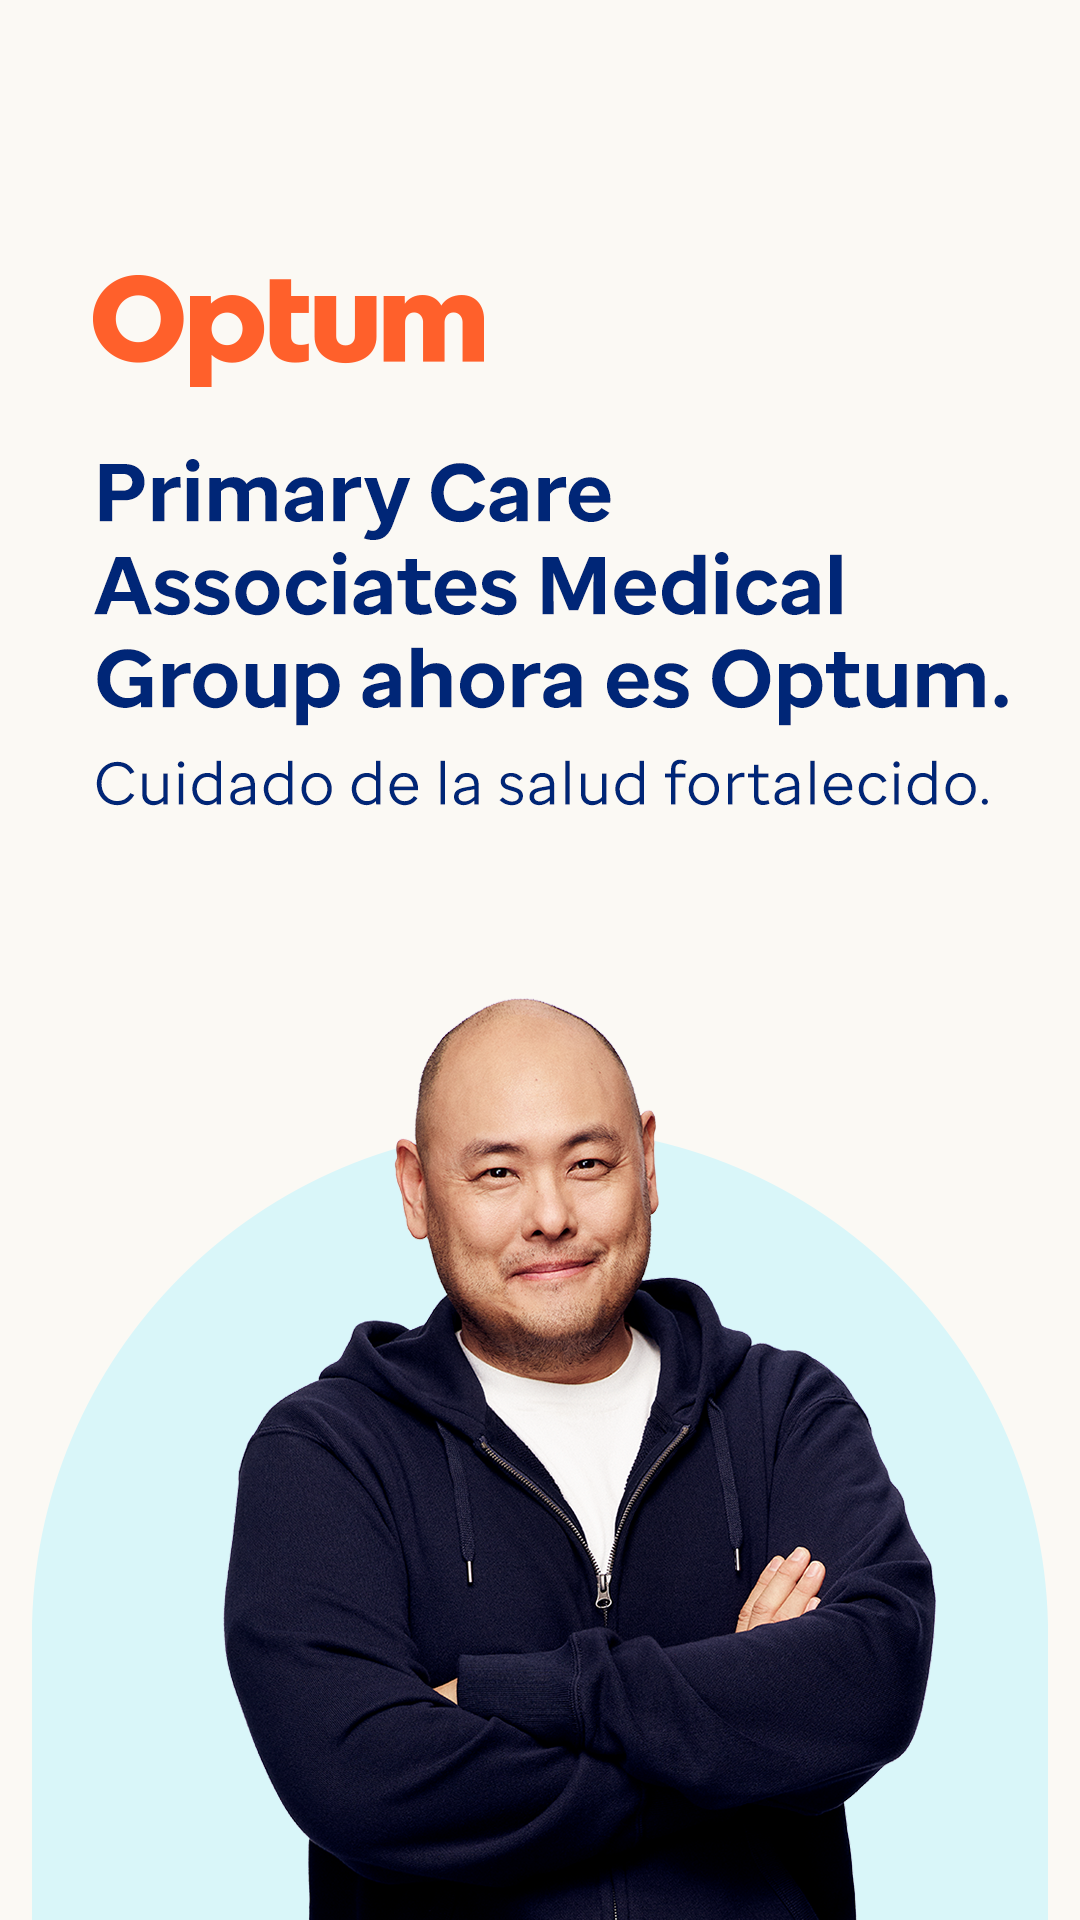 Optum
Primary Care
Associates Medical
Group ahora es Optum.
Cuidado de la salud fortalecido.